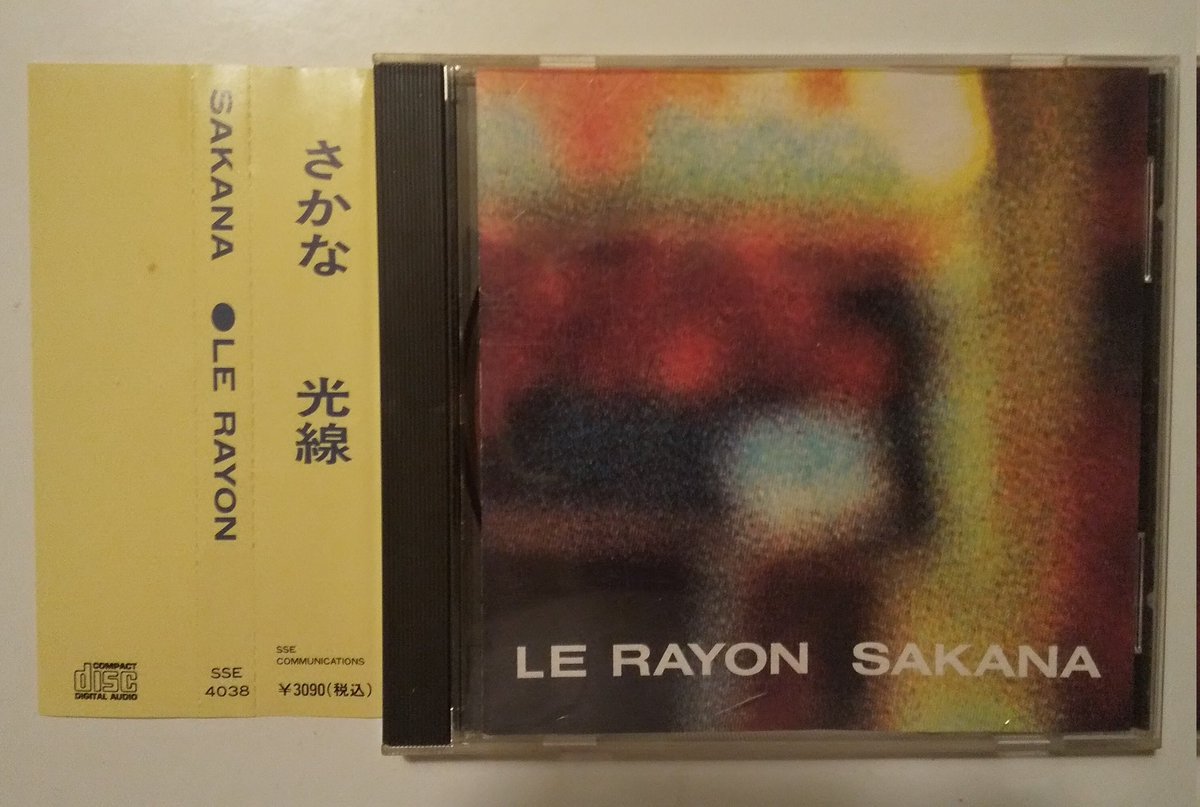 SAKANA ●LE RAYON
COMPACT
disc
DIGITAL AUDIO
SSE
4038
さかな 光線
SSE
COMMUNICATIONS
¥3090(税込)
LE RAYON SAKANA